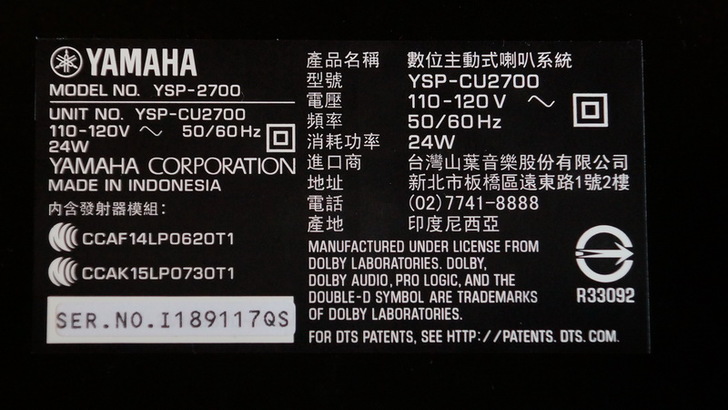 YAMAHA
MODEL NO. YSP-2700
UNIT NO. YSP-CU2700
110-120V ～ 50/60Hz
24W
YAMAHA CORPORATION
MADE IN INDONESIA
內含發射器模組：
CCAF14LP0620T1
CCAK15LP0730T1
SER.NO.I189117QS
產品名稱 數位主動式喇叭系統
型號 YSP-CU2700
電壓 110-120V ～
頻率 50/60Hz
消耗功率 24W
進口商 台灣山葉音樂股份有限公司
地址 新北市板橋區遠東路1號2樓
電話 (02)7741-8888
產地 印度尼西亞
MANUFACTURED UNDER LICENSE FROM
DOLBY LABORATORIES. DOLBY,
DOLBY AUDIO, PRO LOGIC, AND THE
DOUBLE-D SYMBOL ARE TRADEMARKS
OF DOLBY LABORATORIES.
FOR DTS PATENTS, SEE HTTP://PATENTS.DTS.COM.
R33092